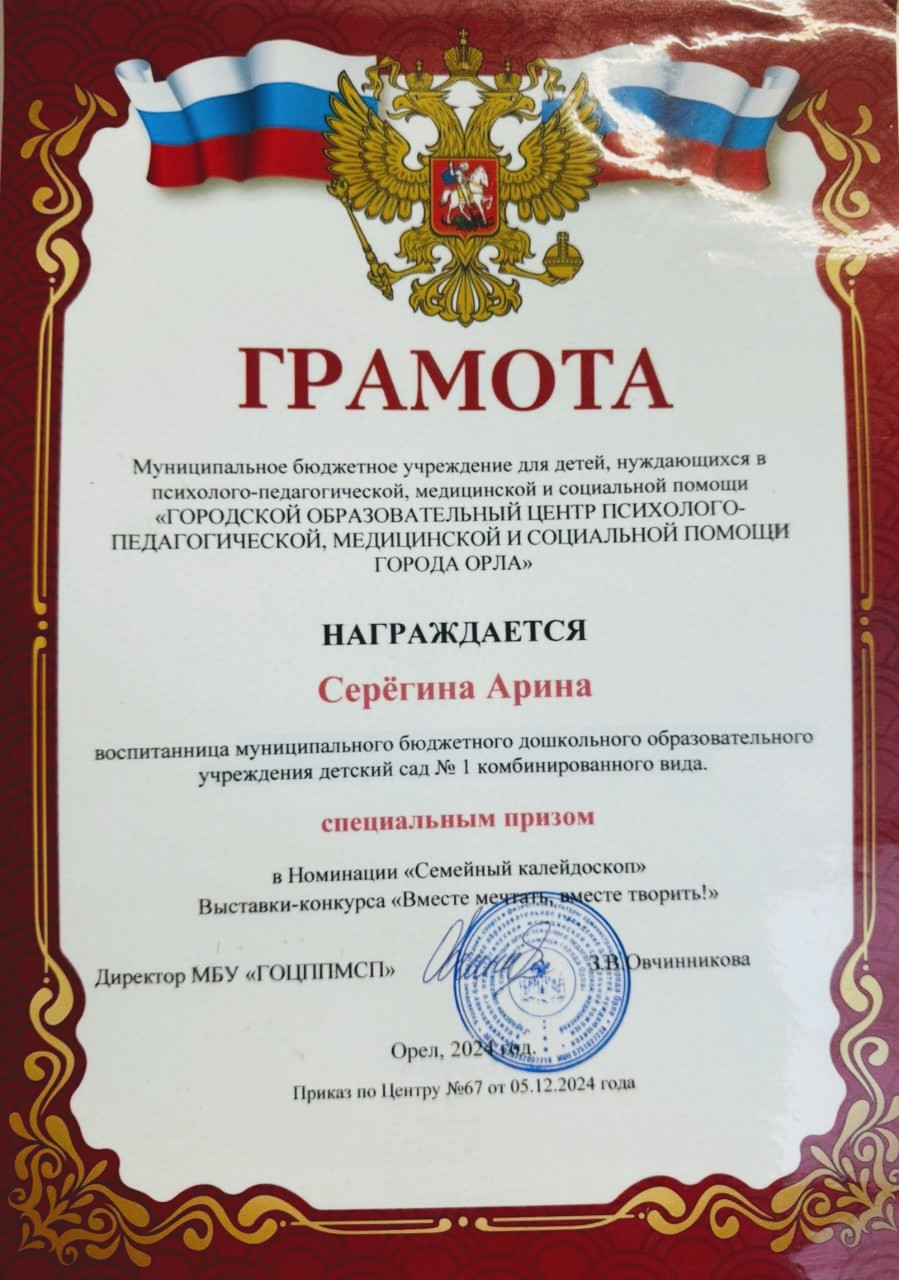 ГРАМОТА
Муниципальное бюджетное учреждение для детей, нуждающихся в
психолого-педагогической, медицинской и социальной помощи
«ГОРОДСКОЙ ОБРАЗОВАТЕЛЬНЫЙ ЦЕНТР ПСИХОЛОГО-
ПЕДАГОГИЧЕСКОЙ, МЕДИЦИНСКОЙ И СОЦИАЛЬНОЙ ПОМОЩИ
ГОРОДА ОРЛА»
НАГРАЖДАЕТСЯ
Серёгина Арина
воспитанница муниципального бюджетного дошкольного образовательного
учреждения детский сад № 1 комбинированного вида.
специальным призом
в Номинации «Семейный калейдоскоп»
Выставки-конкурса «Вместе мечтать, вместе творить!»
Директор МБУ «ГОЦППМСП» З.В.Овчинникова
Орел, 2024 год.
Приказ по Центру №67 от 05.12.2024 года